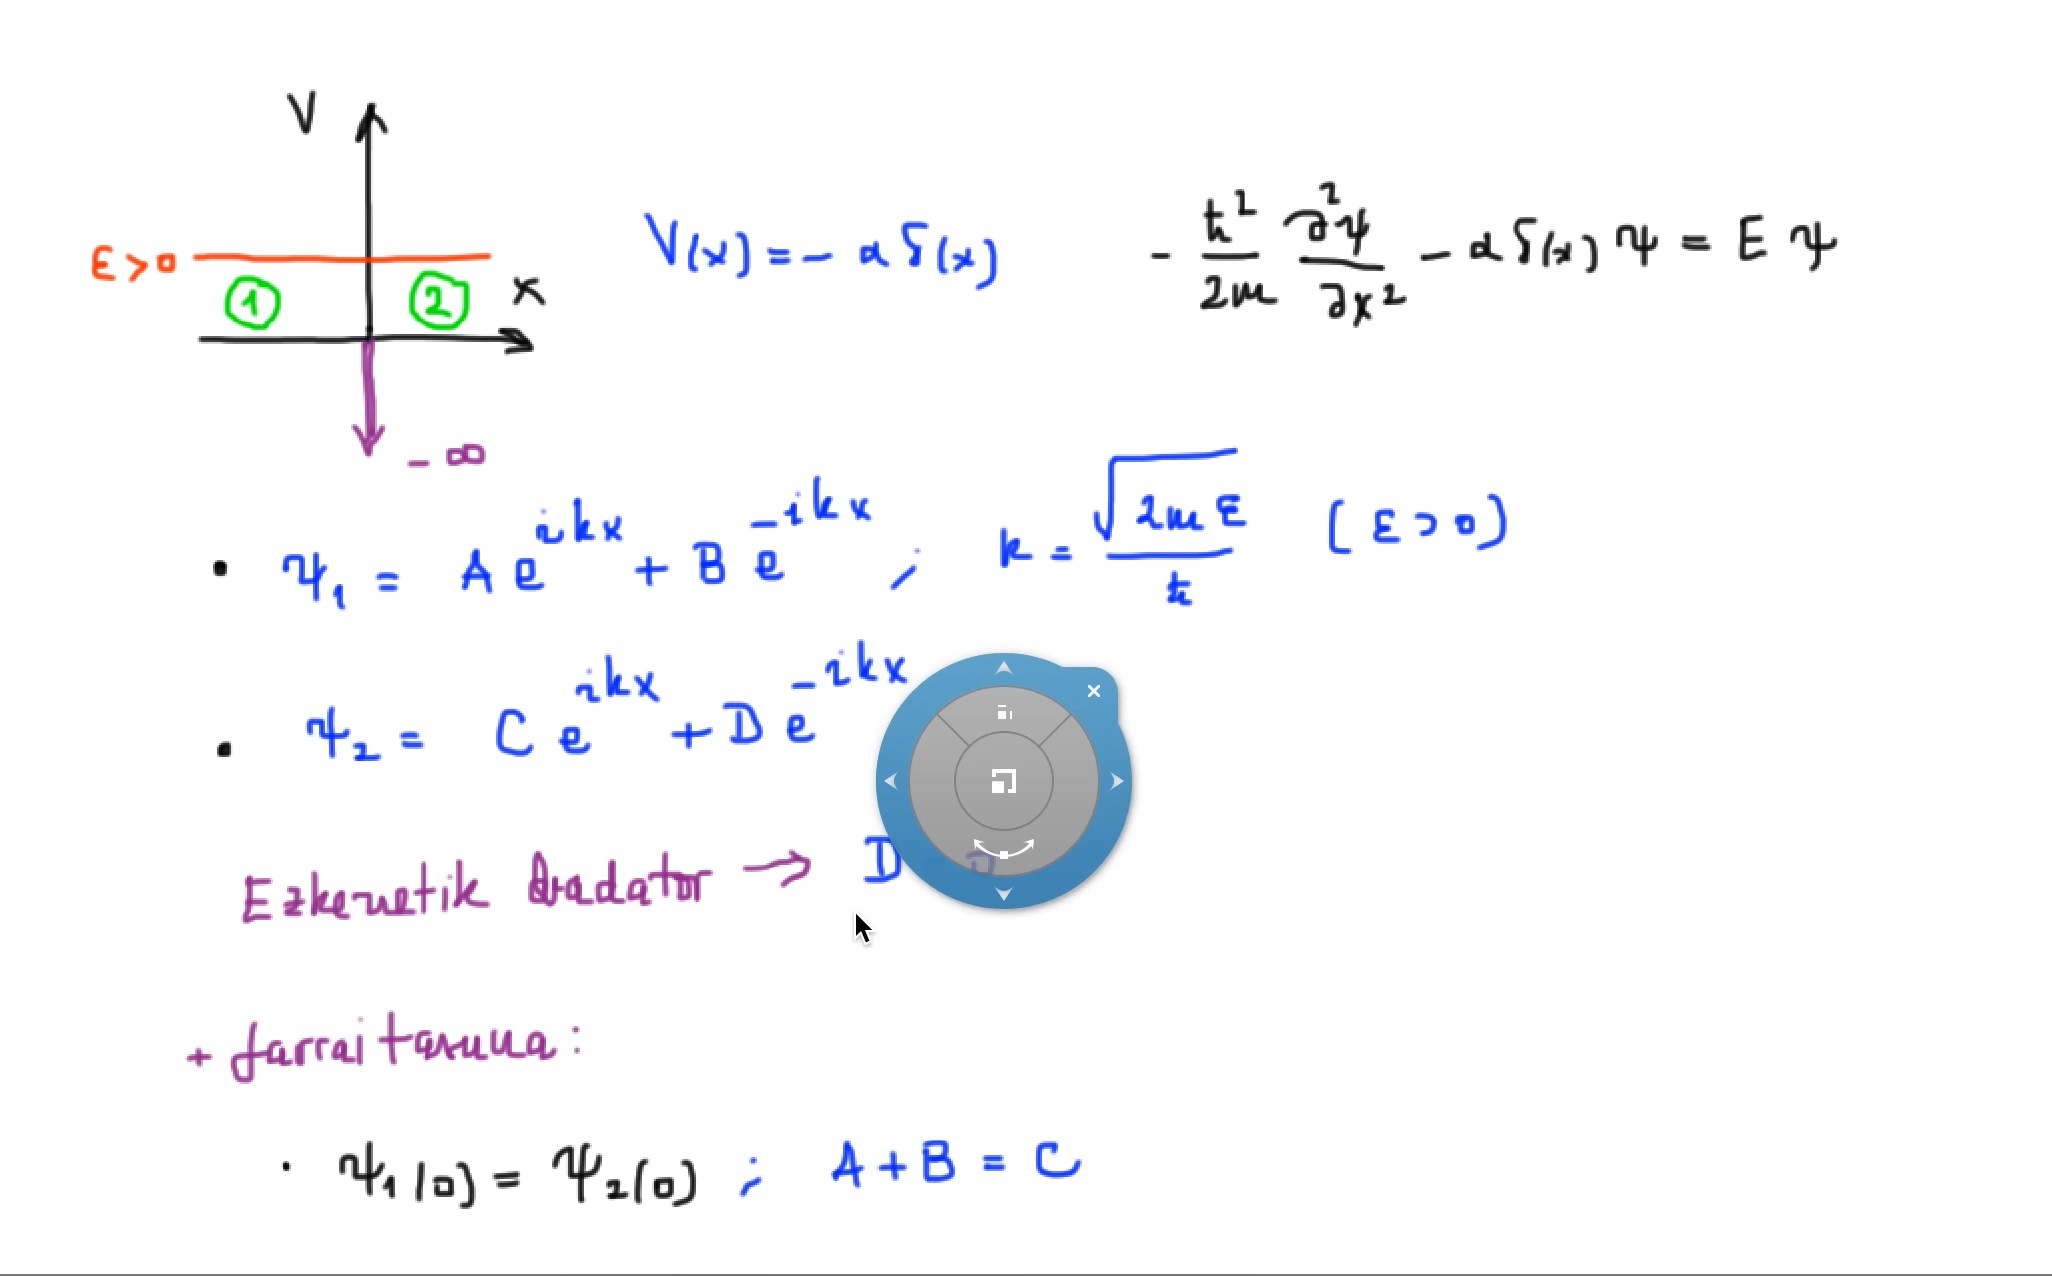 V
E>0
① ② x
-∞
V(x) = - α δ(x)
- ℏ²/2m ∂²ψ/∂x² - α δ(x) ψ = E ψ
• ψ₁ = A e^{ikx} + B e^{-ikx} ; k = √(2mE)/ℏ (E>0)
• ψ₂ = C e^{ikx} + D e^{-ikx}
Ezkerretik dadator → D
+ Jarraitasuna:
· ψ₁(0) = ψ₂(0) ; A + B = C